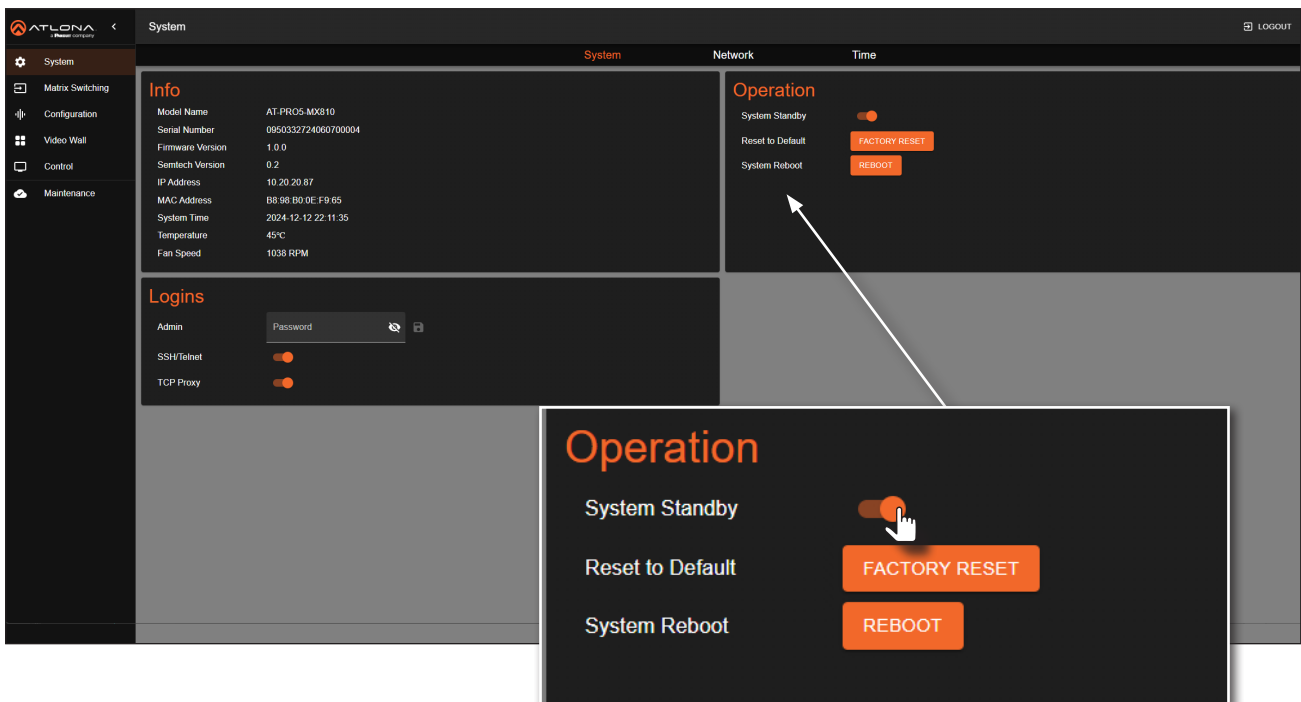 ATLONA
a Panduit company
System
LOGOUT
System
Matrix Switching
Configuration
Video Wall
Control
Maintenance
System Network Time
Info
Model Name AT-PRO5-MX810
Serial Number 0950332724060700004
Firmware Version 1.0.0
Semtech Version 0.2
IP Address 10.20.20.87
MAC Address B8:98:B0:0E:F9:65
System Time 2024-12-12 22:11:35
Temperature 45°C
Fan Speed 1038 RPM
Operation
System Standby
Reset to Default FACTORY RESET
System Reboot REBOOT
Logins
Admin Password
SSH/Telnet
TCP Proxy
Operation
System Standby
Reset to Default FACTORY RESET
System Reboot REBOOT